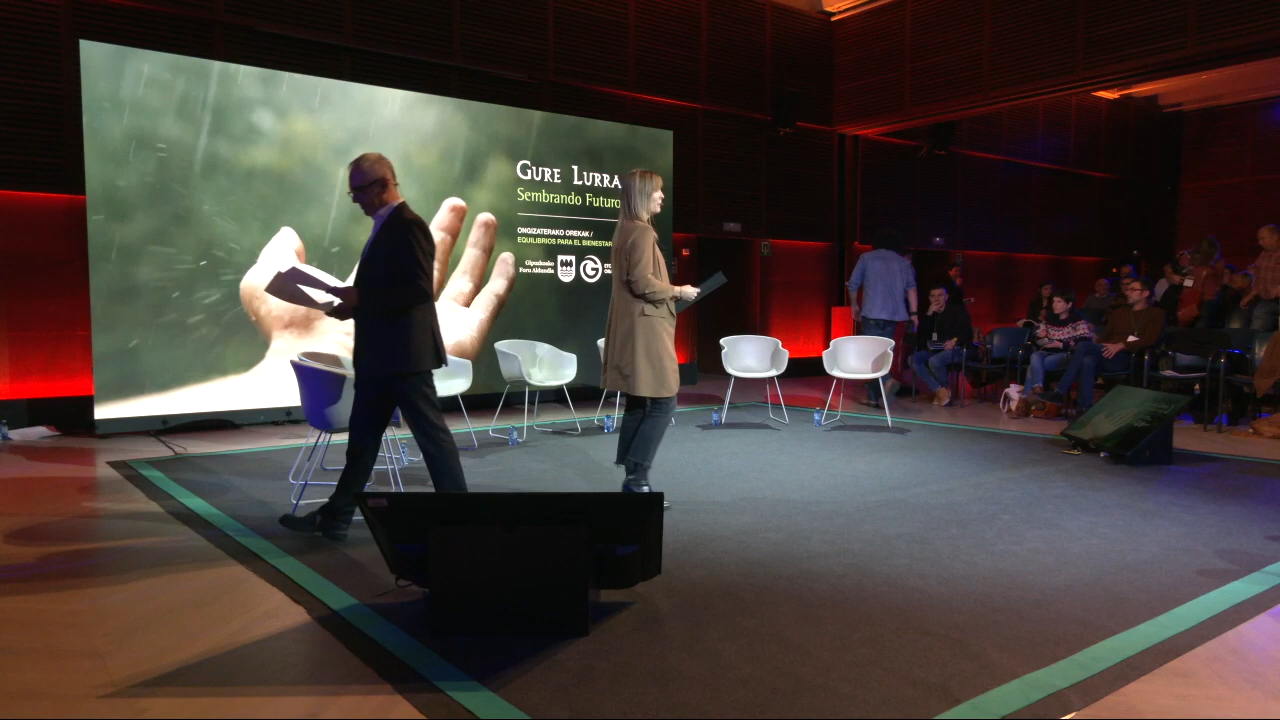 GURE LURRA
Sembrando Futuro
ONGIZATERAKO OREKAK /
EQUILIBRIOS PARA EL BIENESTAR
Gipuzkoako
Foru Aldundia